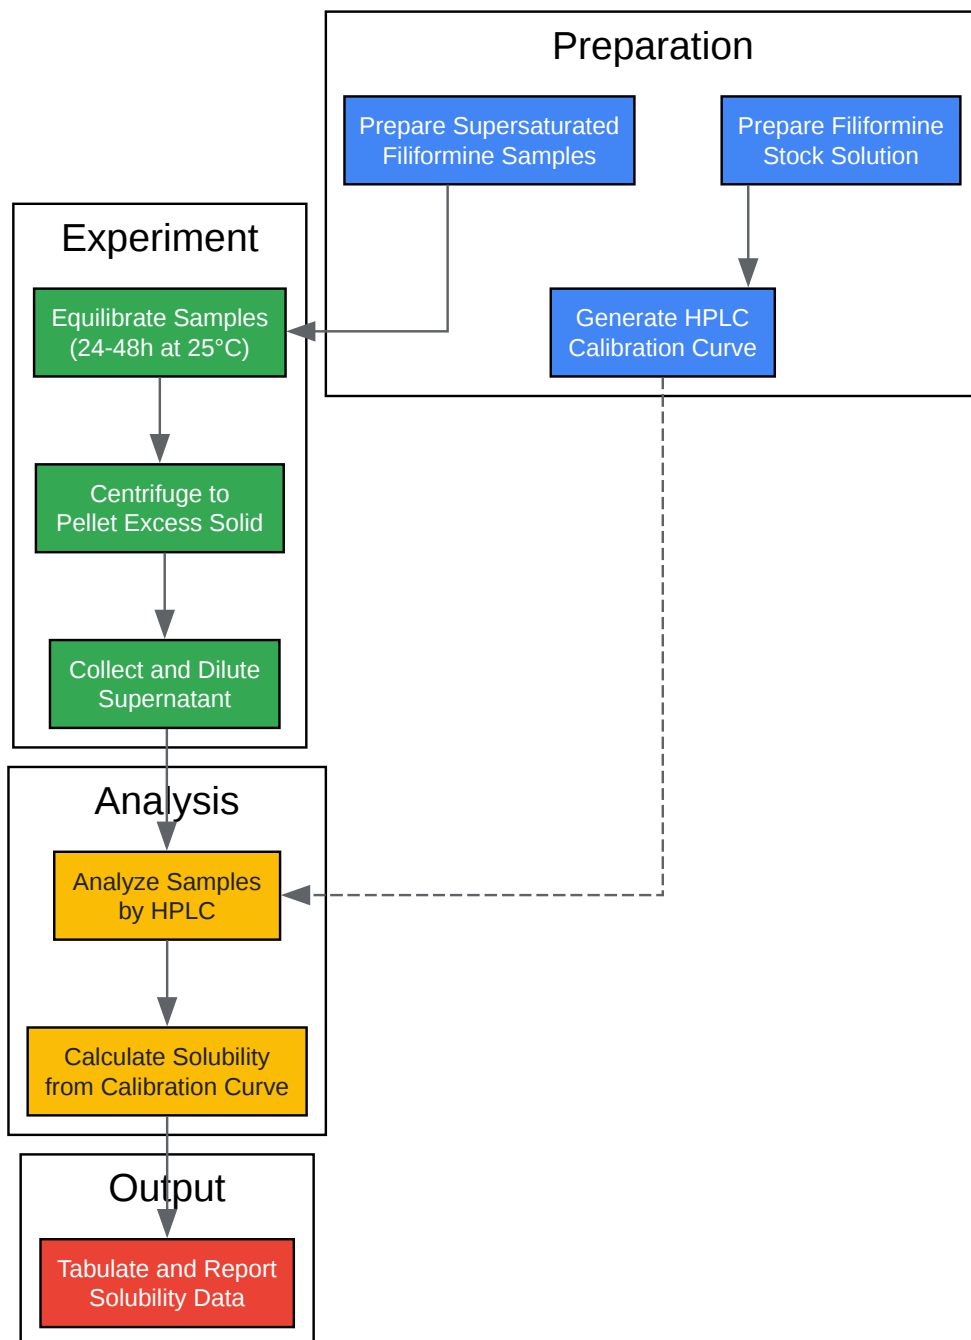 Preparation
Prepare Supersaturated
Filiformine Samples
Prepare Filiformine
Stock Solution
Generate HPLC
Calibration Curve
Experiment
Equilibrate Samples
(24-48h at 25°C)
Centrifuge to
Pellet Excess Solid
Collect and Dilute
Supernatant
Analysis
Analyze Samples
by HPLC
Calculate Solubility
from Calibration Curve
Output
Tabulate and Report
Solubility Data